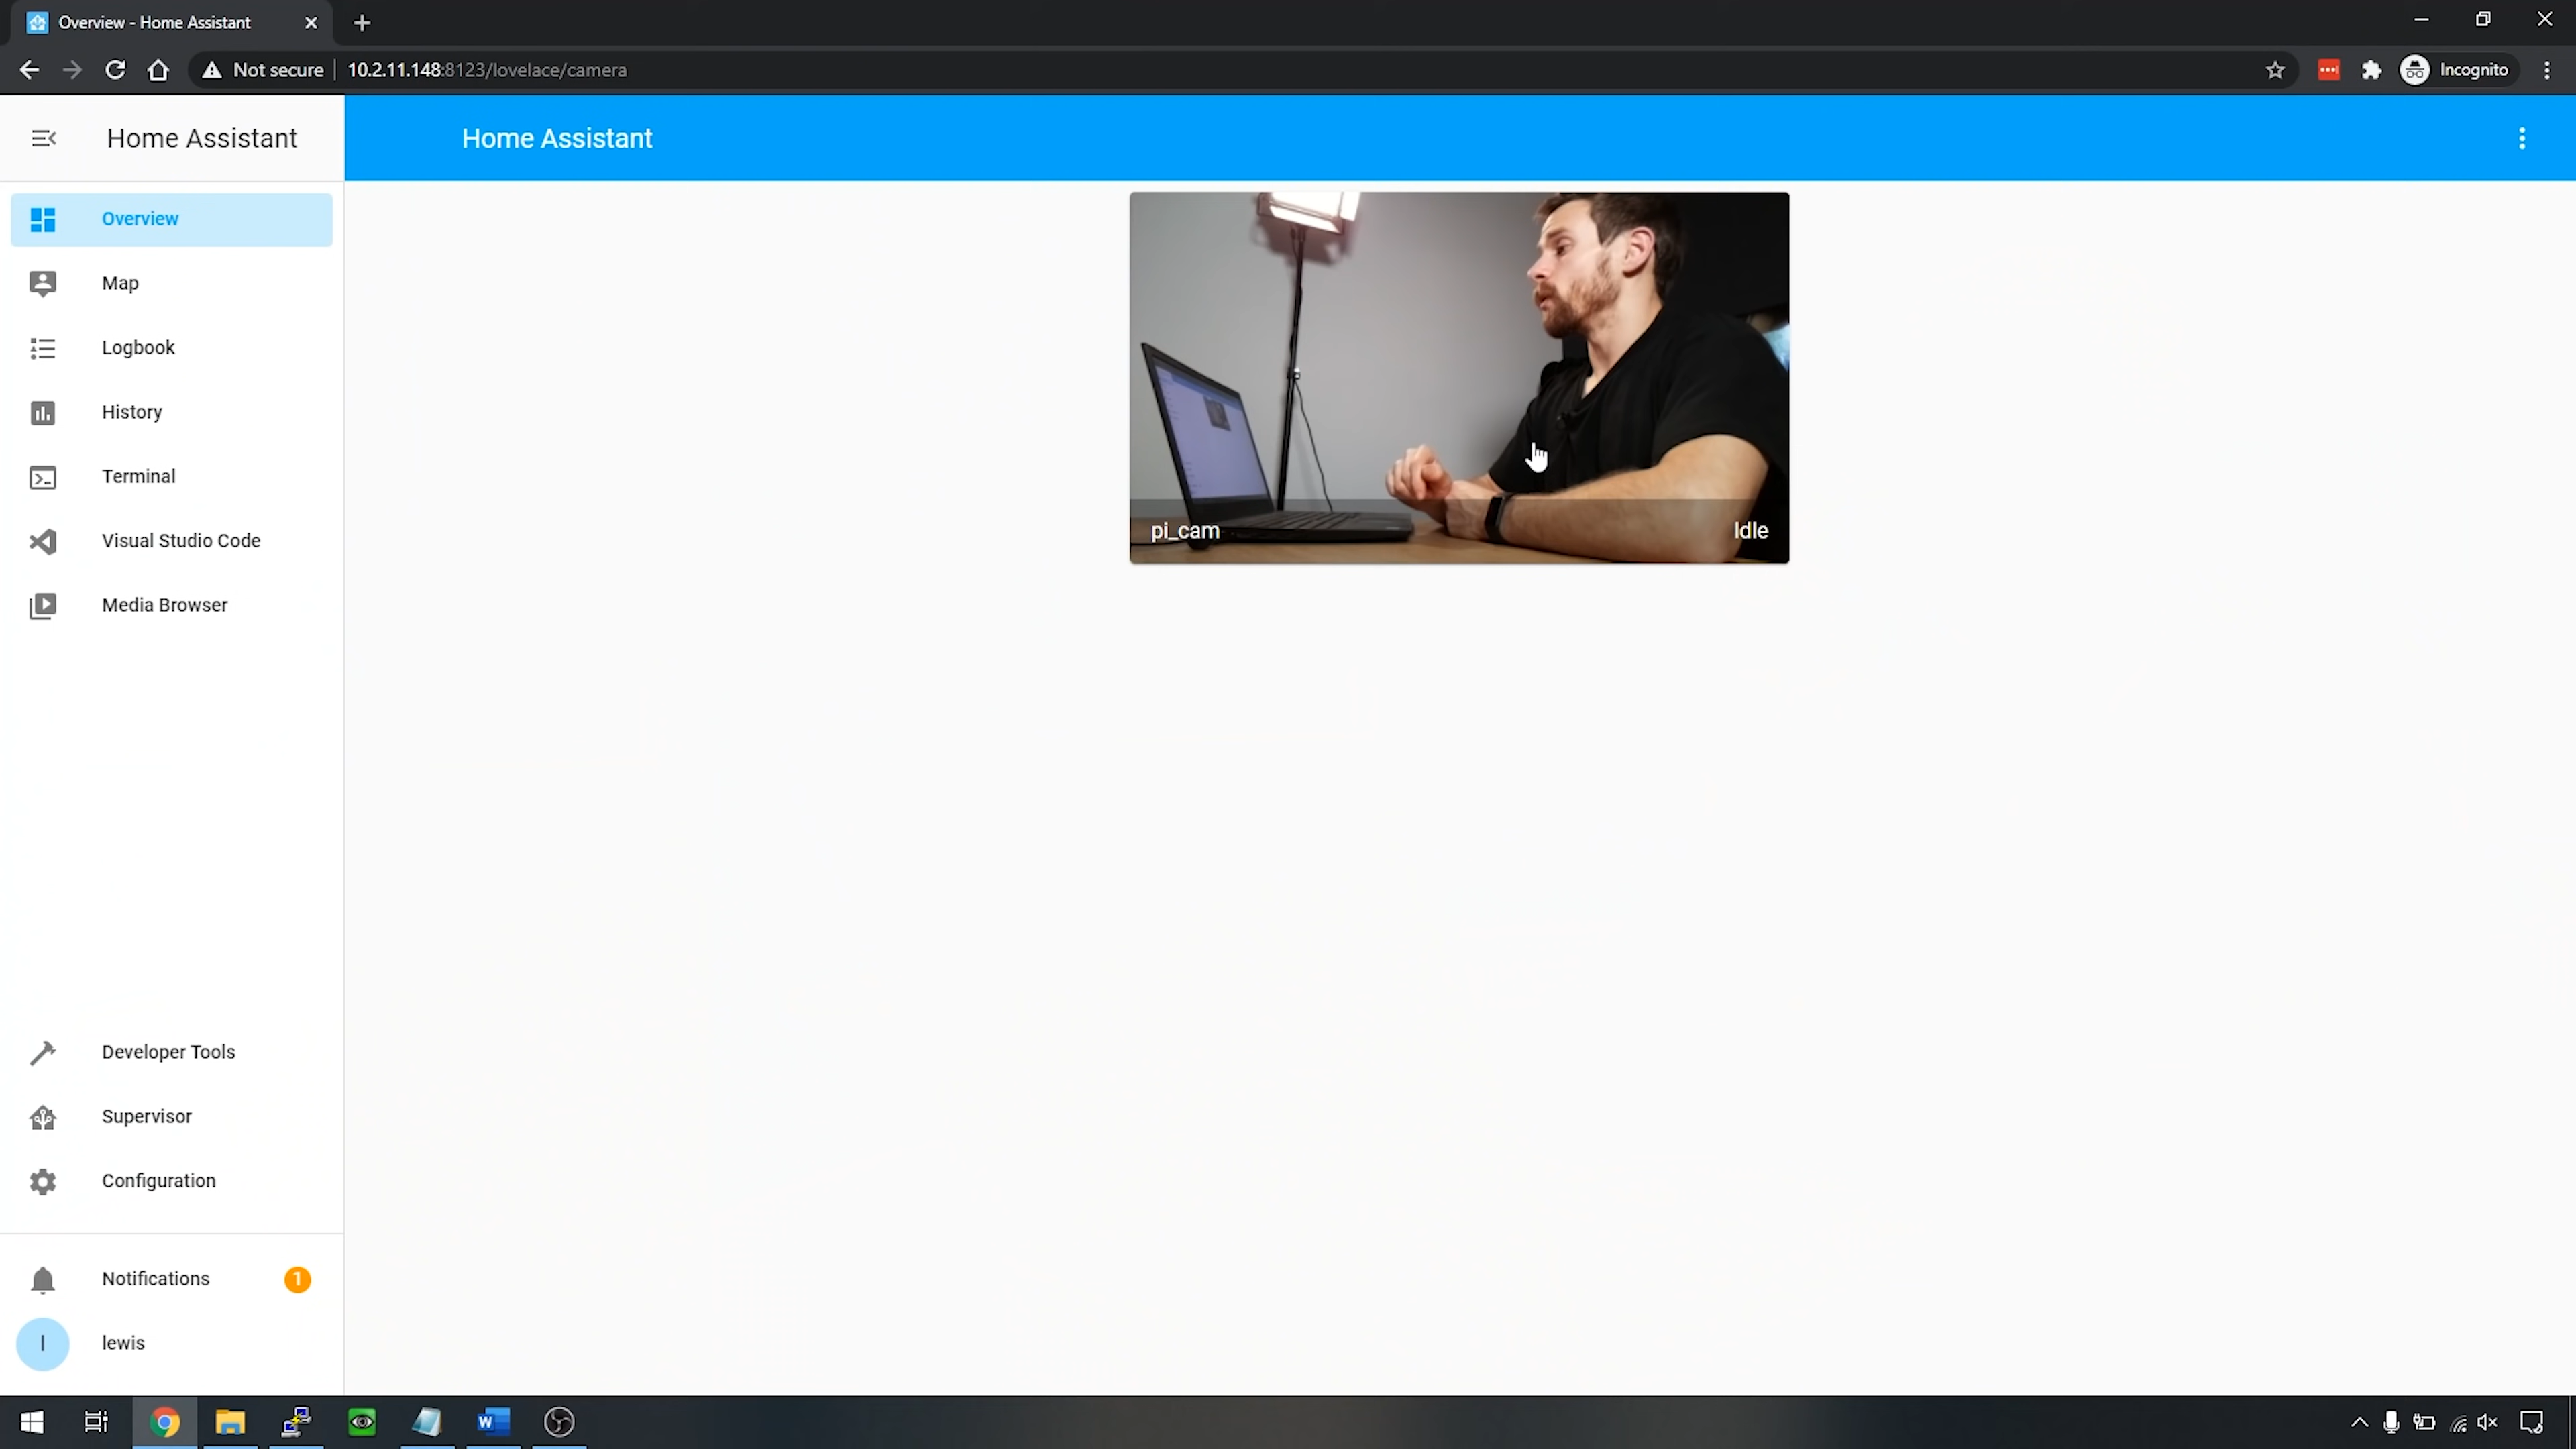 Overview - Home Assistant
Not secure
10.2.11.148:8123/lovelace/camera
Incognito
Home Assistant
Home Assistant
Overview
Map
Logbook
History
Terminal
Visual Studio Code
Media Browser
pi_cam
Idle
Developer Tools
Supervisor
Configuration
Notifications
1
l
lewis